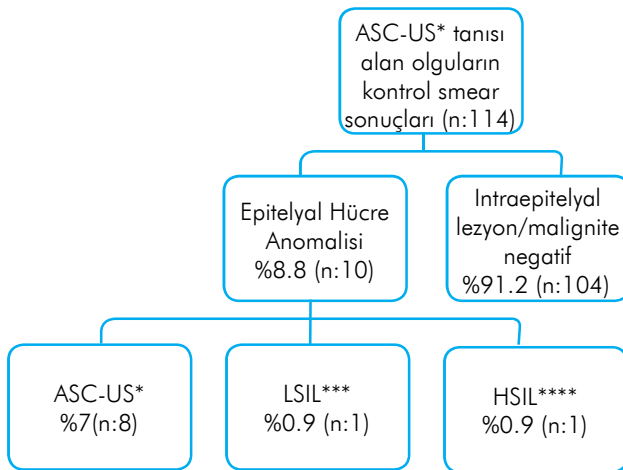 ASC-US* tanısı
alan olguların
kontrol smear
sonuçları (n:114)
Epitelyal Hücre
Anomalisi
%8.8 (n:10)
Intraepitelyal
lezyon/malignite
negatif
%91.2 (n:104)
ASC-US*
%7(n:8)
LSIL***
%0.9 (n:1)
HSIL****
%0.9 (n:1)